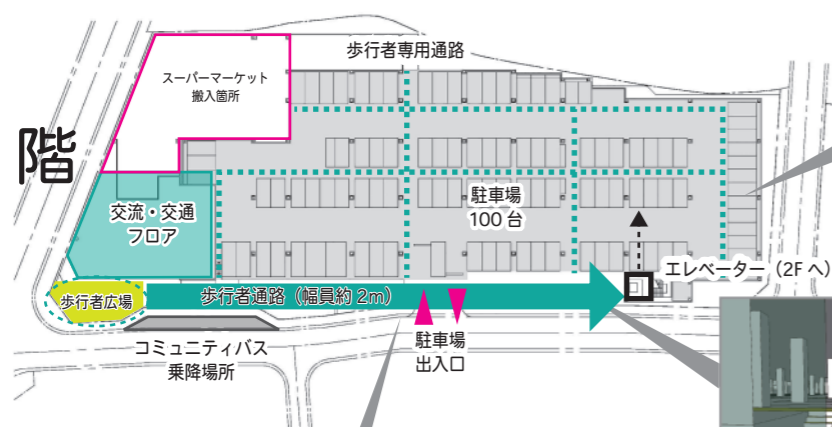 歩行者専用通路
スーパーマーケット
搬入箇所
階
交流・交通
フロア
駐車場
100 台
エレベーター（2F へ）
歩行者広場
歩行者通路（幅員約 2m）
コミュニティバス
乗降場所
駐車場
出入口